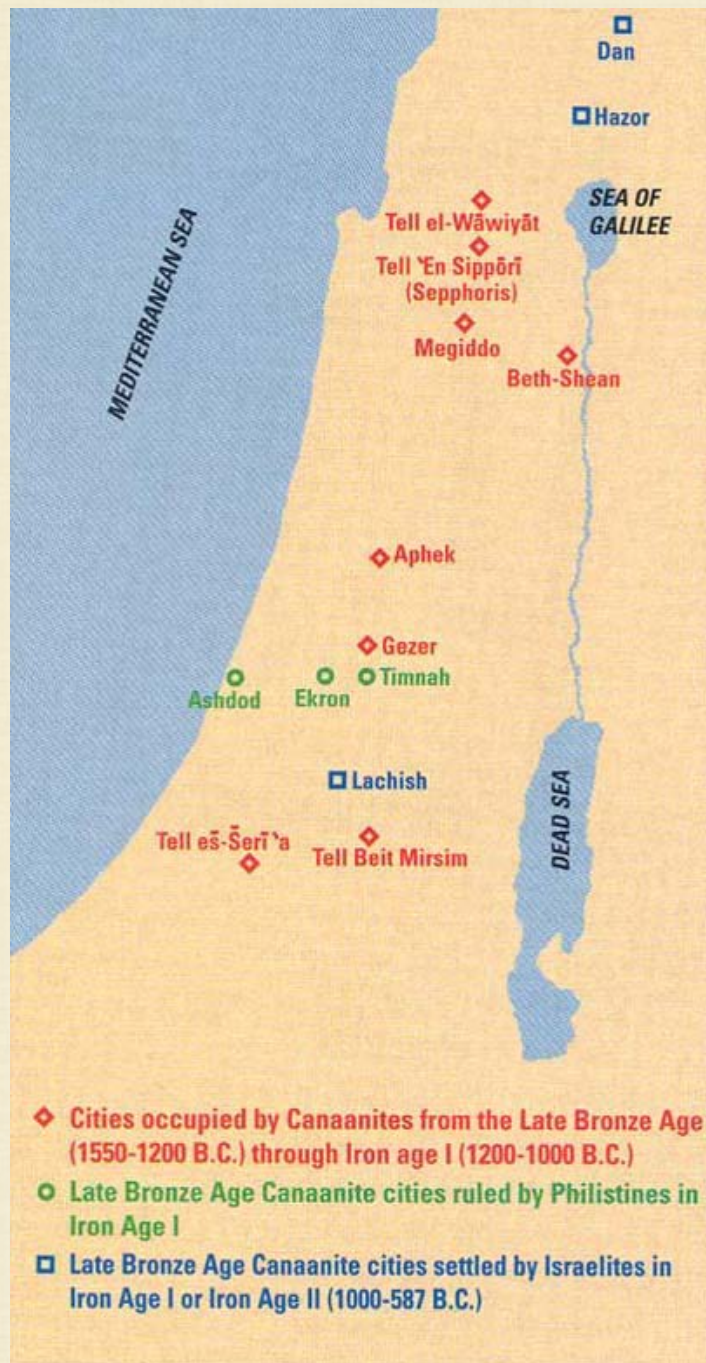 Dan
Hazor
SEA OF
GALILEE
Tell el-Wāwiyāt
Tell ‵En Sippōrī
(Sepphoris)
Megiddo
Beth-Shean
MEDITERRANEAN SEA
Aphek
Gezer
Ashdod
Ekron
Timnah
Lachish
Tell eš-Šerī‵a
Tell Beit Mirsim
DEAD SEA
Cities occupied by Canaanites from the Late Bronze Age
(1550-1200 B.C.) through Iron age I (1200-1000 B.C.)
Late Bronze Age Canaanite cities ruled by Philistines in
Iron Age I
Late Bronze Age Canaanite cities settled by Israelites in
Iron Age I or Iron Age II (1000-587 B.C.)